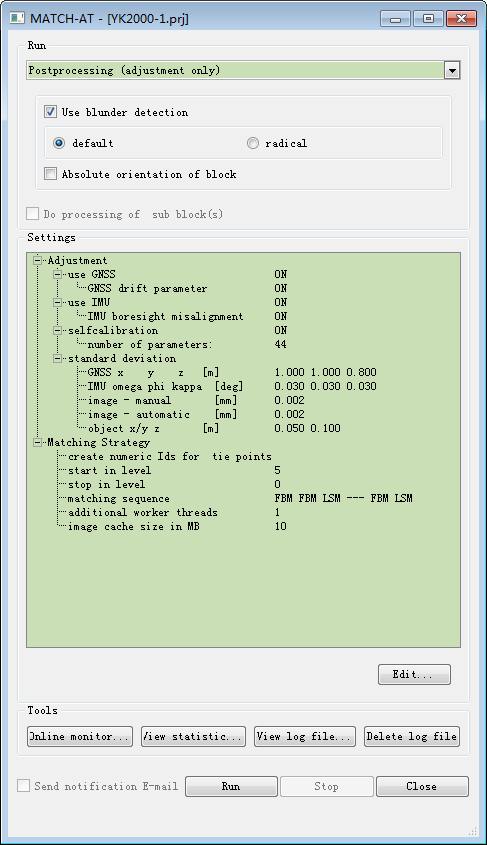 MATCH-AT - [YK2000-1.prj]
Run
Postprocessing (adjustment only)
Use blunder detection
default radical
Absolute orientation of block
Do processing of sub block(s)
Settings
Adjustment
use GNSS ON
GNSS drift parameter ON
use IMU ON
IMU boresight misalignment ON
selfcalibration ON
number of parameters: 44
standard deviation
GNSS x y z [m] 1.000 1.000 0.800
IMU omega phi kappa [deg] 0.030 0.030 0.030
image - manual [mm] 0.002
image - automatic [mm] 0.002
object x/y z [m] 0.050 0.100
Matching Strategy
create numeric Ids for tie points
start in level 5
stop in level 0
matching sequence FBM FBM LSM --- FBM LSM
additional worker threads 1
image cache size in MB 10
Edit...
Tools
Online monitor... View statistic... View log file... Delete log file
Send notification E-mail Run Stop Close